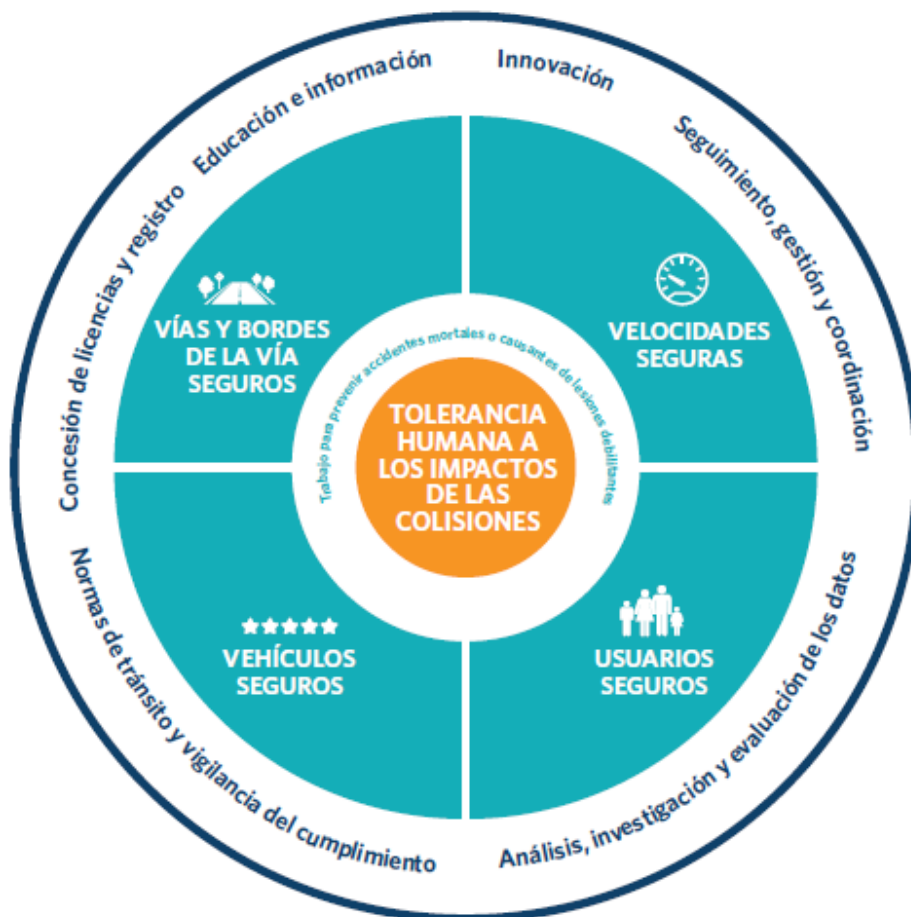 Educación e información
Innovación
Seguimiento, gestión y coordinación
Concesión de licencias y registro
VÍAS Y BORDES
DE LA VÍA
SEGUROS
VELOCIDADES
SEGURAS
Trabajo para prevenir accidentes mortales o causantes de lesiones debilitantes
TOLERANCIA
HUMANA A
LOS IMPACTOS
DE LAS
COLISIONES
VEHÍCULOS
SEGUROS
USUARIOS
SEGUROS
Normas de tránsito y vigilancia del cumplimiento
Análisis, investigación y evaluación de los datos